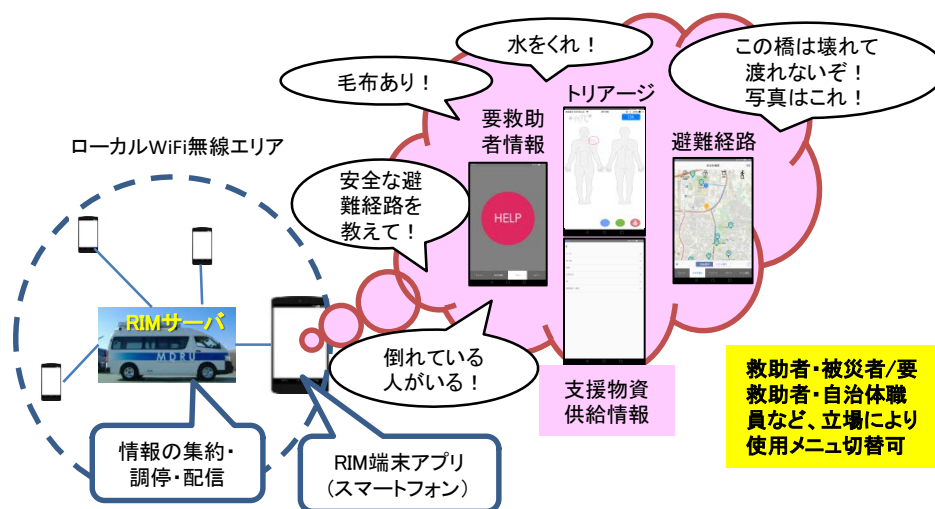 水をくれ！
この橋は壊れて
渡れないぞ！
写真はこれ！
毛布あり！
トリアージ
要救助
者情報
避難経路
ローカルWiFi無線エリア
安全な避
難経路を
教えて！
HELP
RIMサーバ
MDRU
倒れている
人がいる！
支援物資
供給情報
救助者・被災者/要
救助者・自治体職
員など、立場により
使用メニュ切替可
情報の集約・
調停・配信
RIM端末アプリ
（スマートフォン）